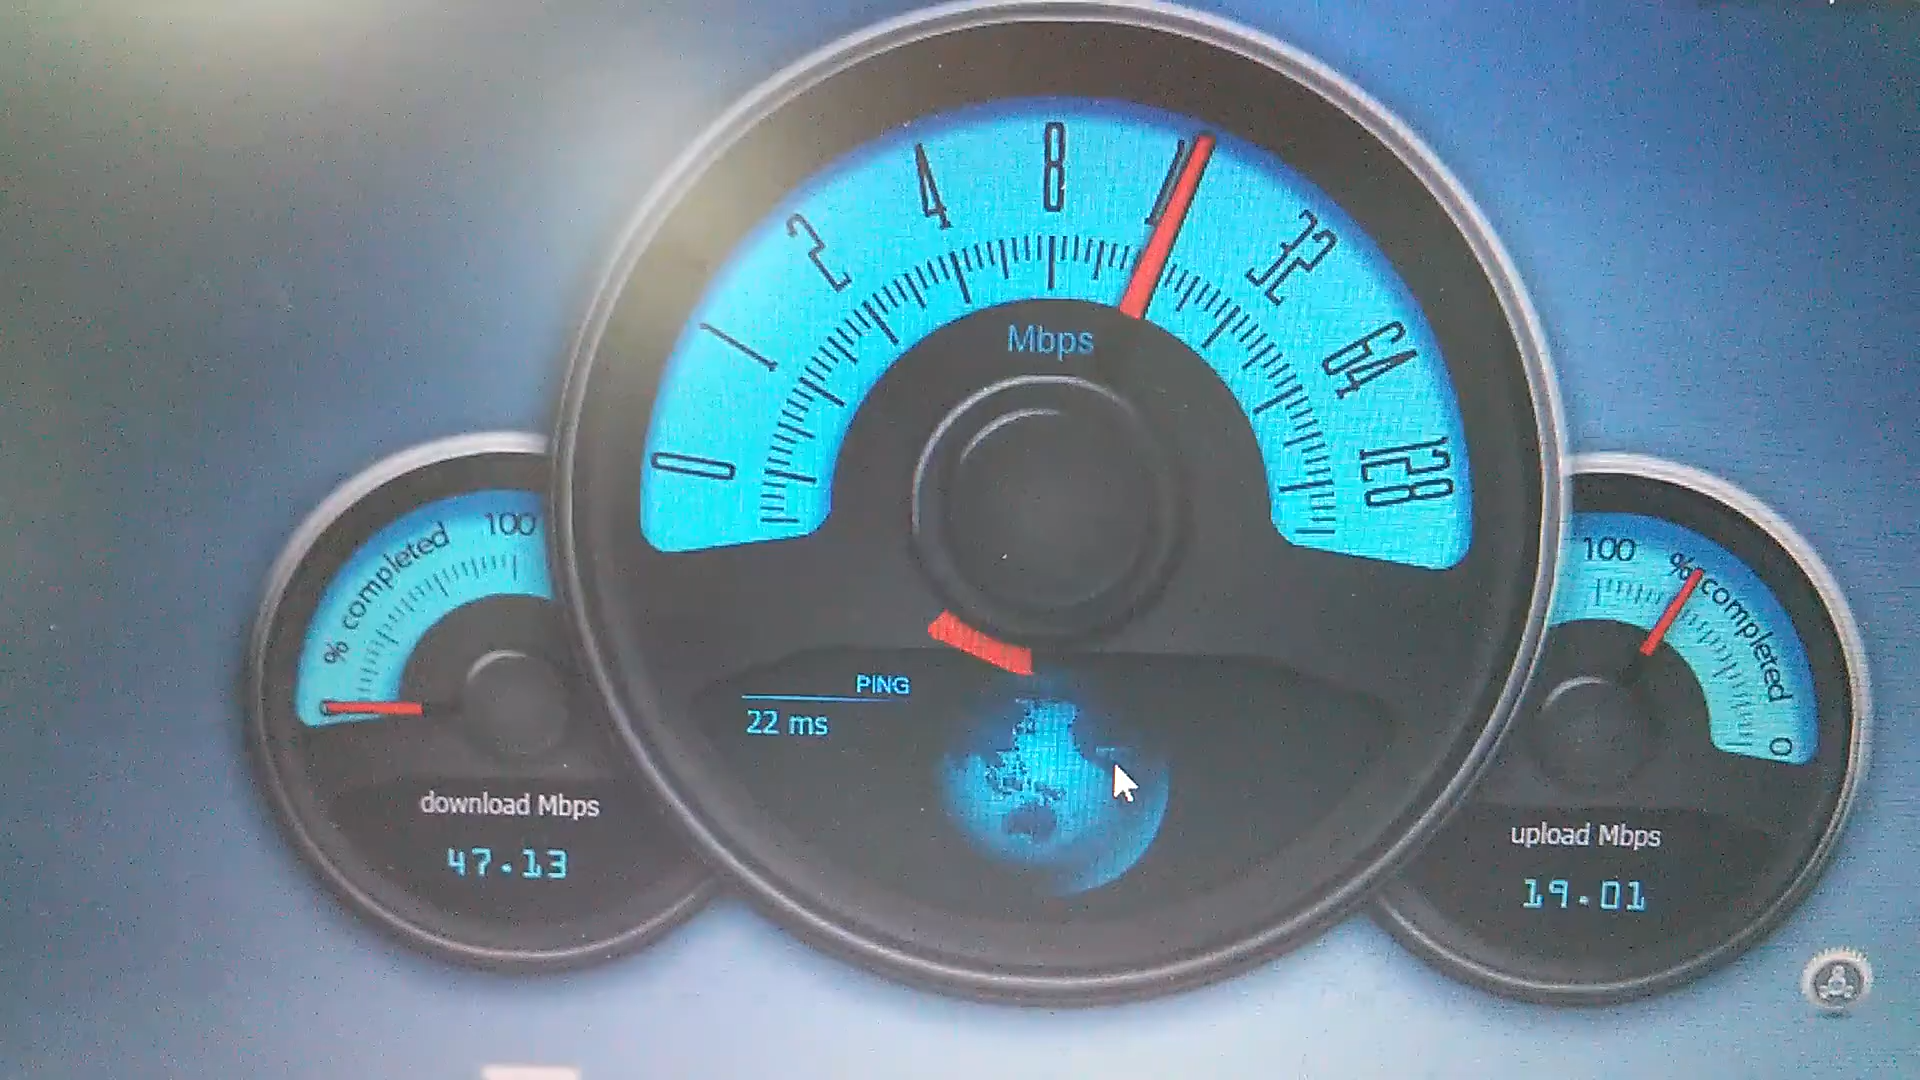 0 1 2 4 8 32 64 128
Mbps
% completed 100
100 % completed 0
PING
22 ms
download Mbps
47.13
upload Mbps
19.01